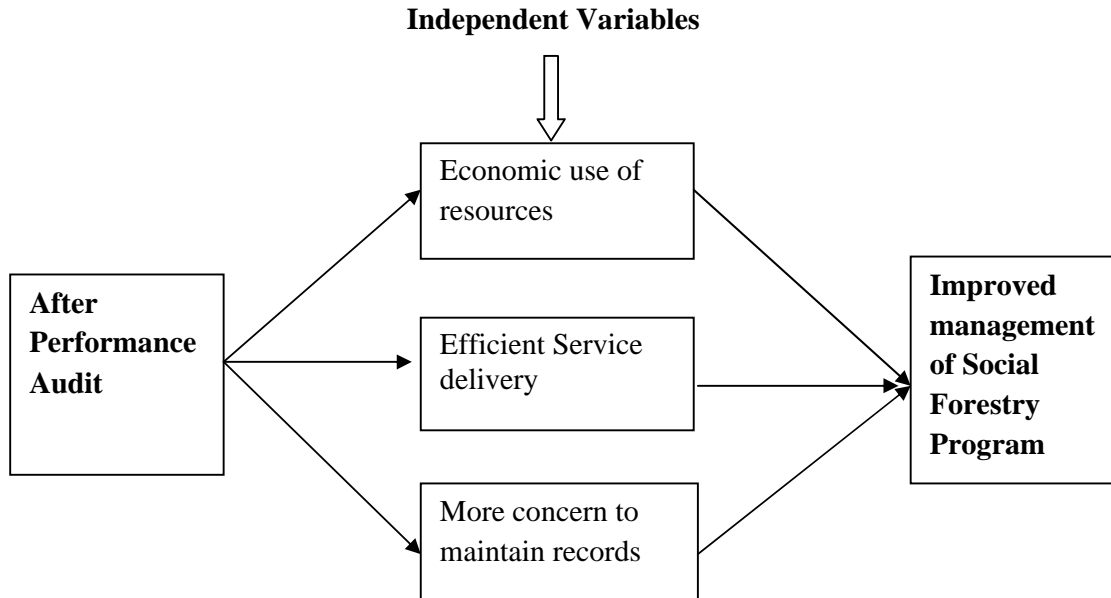 Independent Variables
Economic use of
resources
After
Performance
Audit
Efficient Service
delivery
More concern to
maintain records
Improved
management
of Social
Forestry
Program